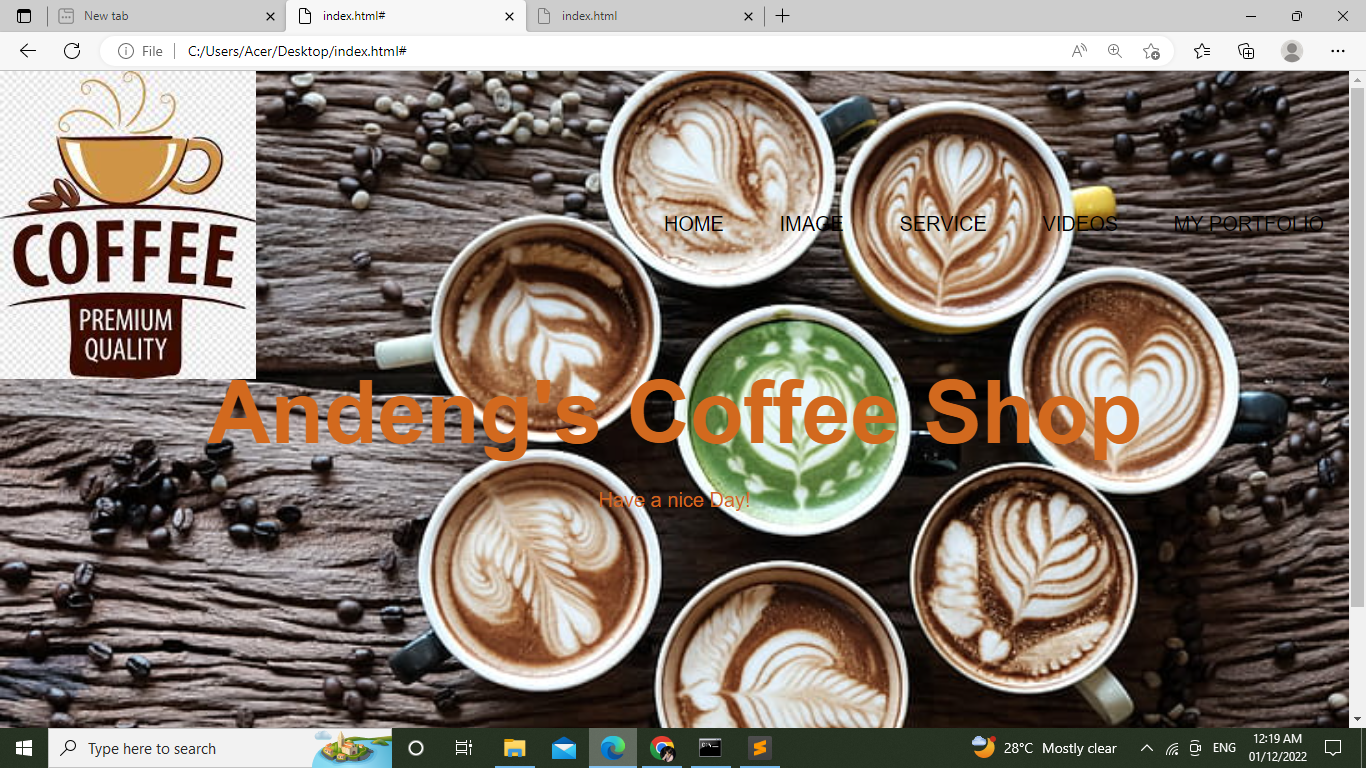 New tab
index.html#
index.html
File
C:/Users/Acer/Desktop/index.html#
COFFEE
PREMIUM
QUALITY
HOME
IMAGE
SERVICE
VIDEOS
MY PORTFOLIO
Andeng's Coffee Shop
Have a nice Day!
Type here to search
28°C Mostly clear
ENG
12:19 AM
01/12/2022